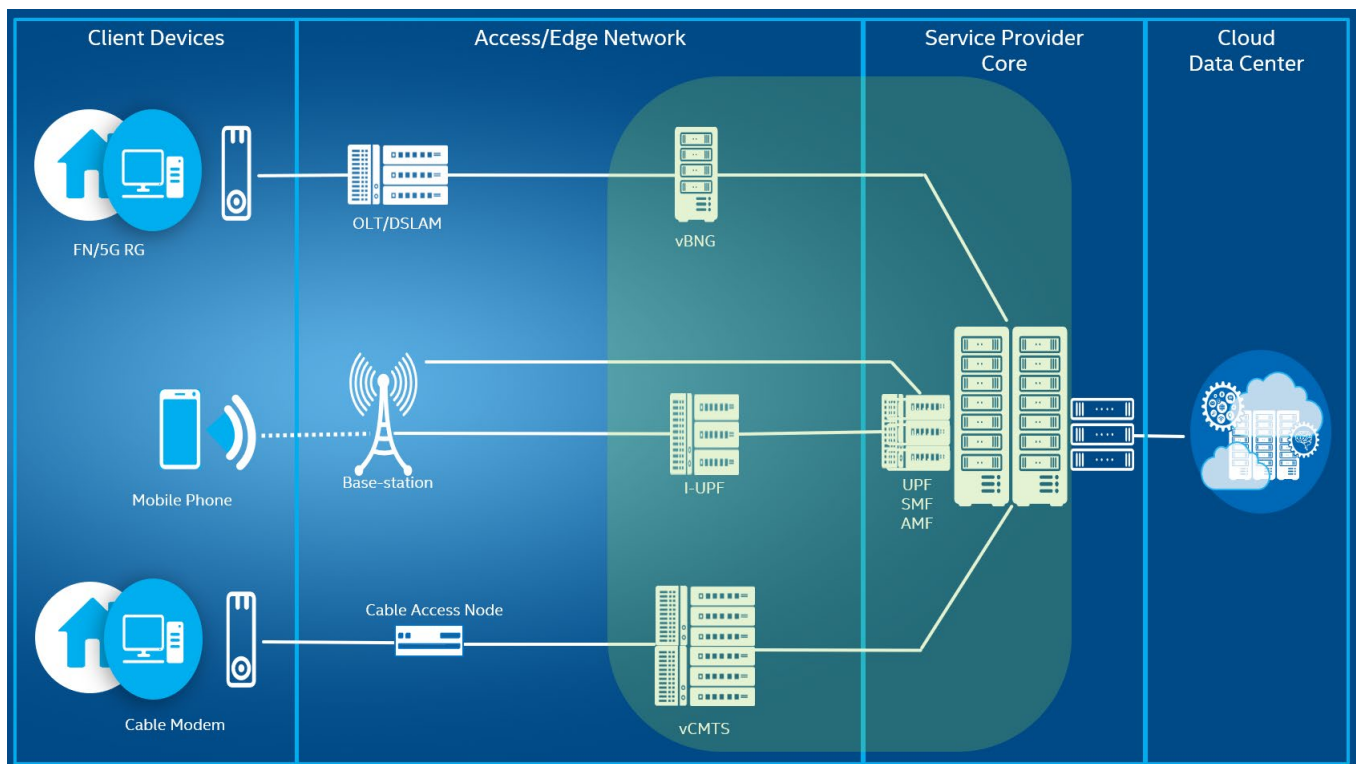 Client Devices
Access/Edge Network
Service Provider
Core
Cloud
Data Center
FN/5G RG
OLT/DSLAM
vBNG
Mobile Phone
Base-station
I-UPF
UPF
SMF
AMF
Cable Modem
Cable Access Node
vCMTS